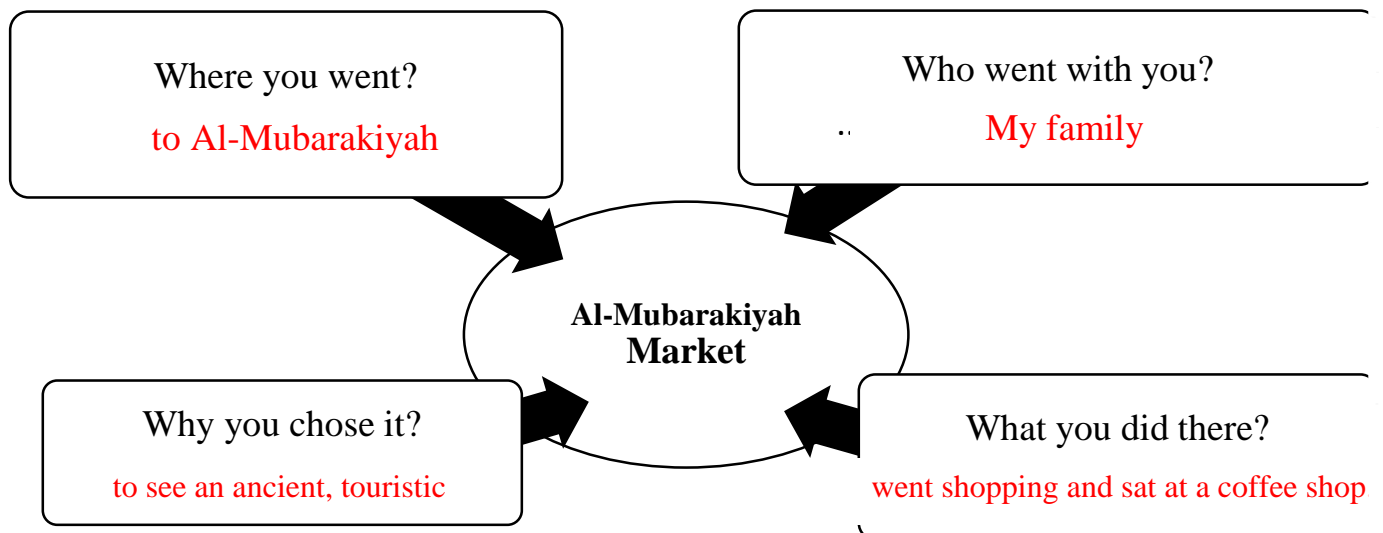 Where you went?
to Al-Mubarakiyah
Who went with you?
.. My family
Al-Mubarakiyah
Market
Why you chose it?
to see an ancient, touristic
What you did there?
went shopping and sat at a coffee shop